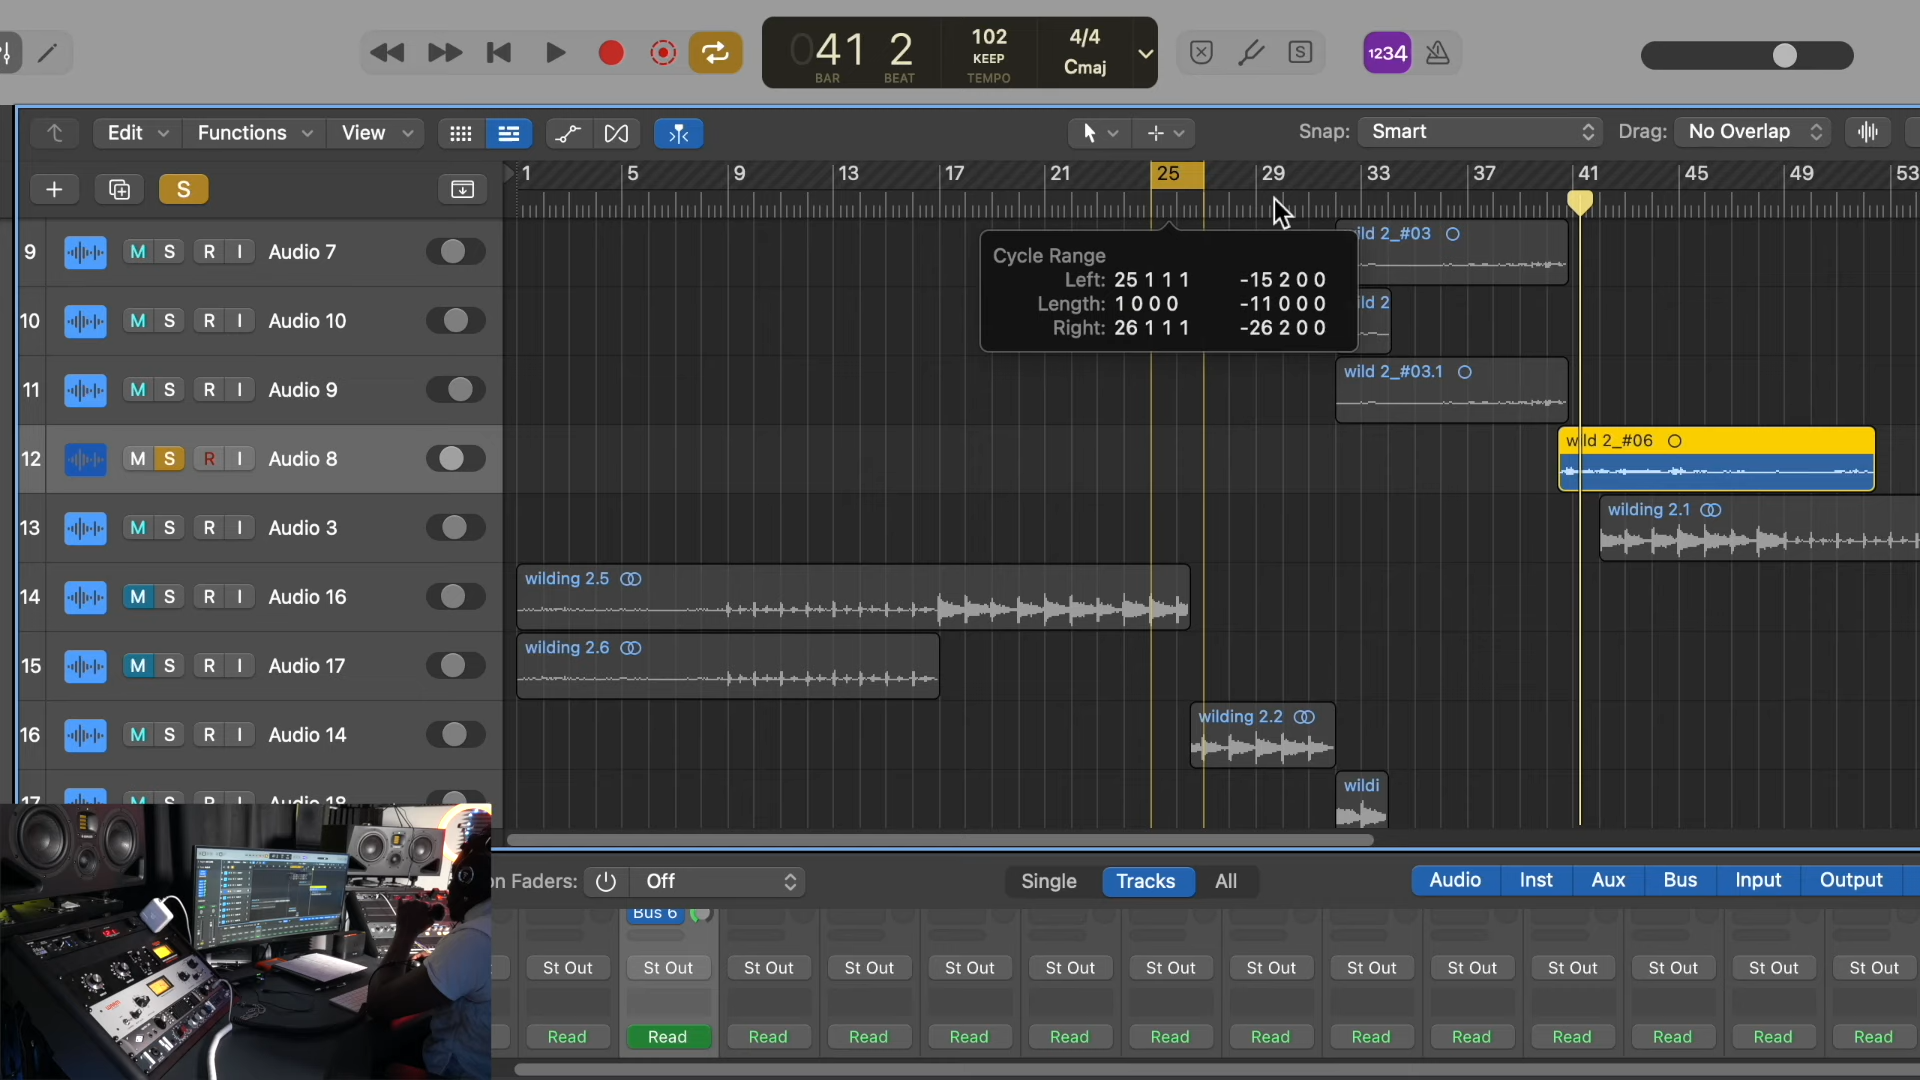 041 2
BAR BEAT
102
KEEP
TEMPO
4/4
Cmaj
S
1234
Edit Functions View
Snap: Smart Drag: No Overlap
S
1 5 9 13 17 21 25 29 33 37 41 45 49 53
Cycle Range
Left: 25 1 1 1 -15 2 0 0
Length: 1 0 0 0 -11 0 0 0
Right: 26 1 1 1 -26 2 0 0
9 M S R I Audio 7
ild 2_#03
10 M S R I Audio 10
ild 2
11 M S R I Audio 9
wild 2_#03.1
12 M S R I Audio 8
wild 2_#06
13 M S R I Audio 3
wilding 2.1
14 M S R I Audio 16
wilding 2.5
15 M S R I Audio 17
wilding 2.6
16 M S R I Audio 14
wilding 2.2
17 M S R I Audio 18
wildi
on Faders: Off
Single Tracks All
Audio Inst Aux Bus Input Output
Bus 6
St Out St Out St Out St Out St Out St Out St Out St Out St Out St Out St Out St Out St Out St Out
Read Read Read Read Read Read Read Read Read Read Read Read Read Read